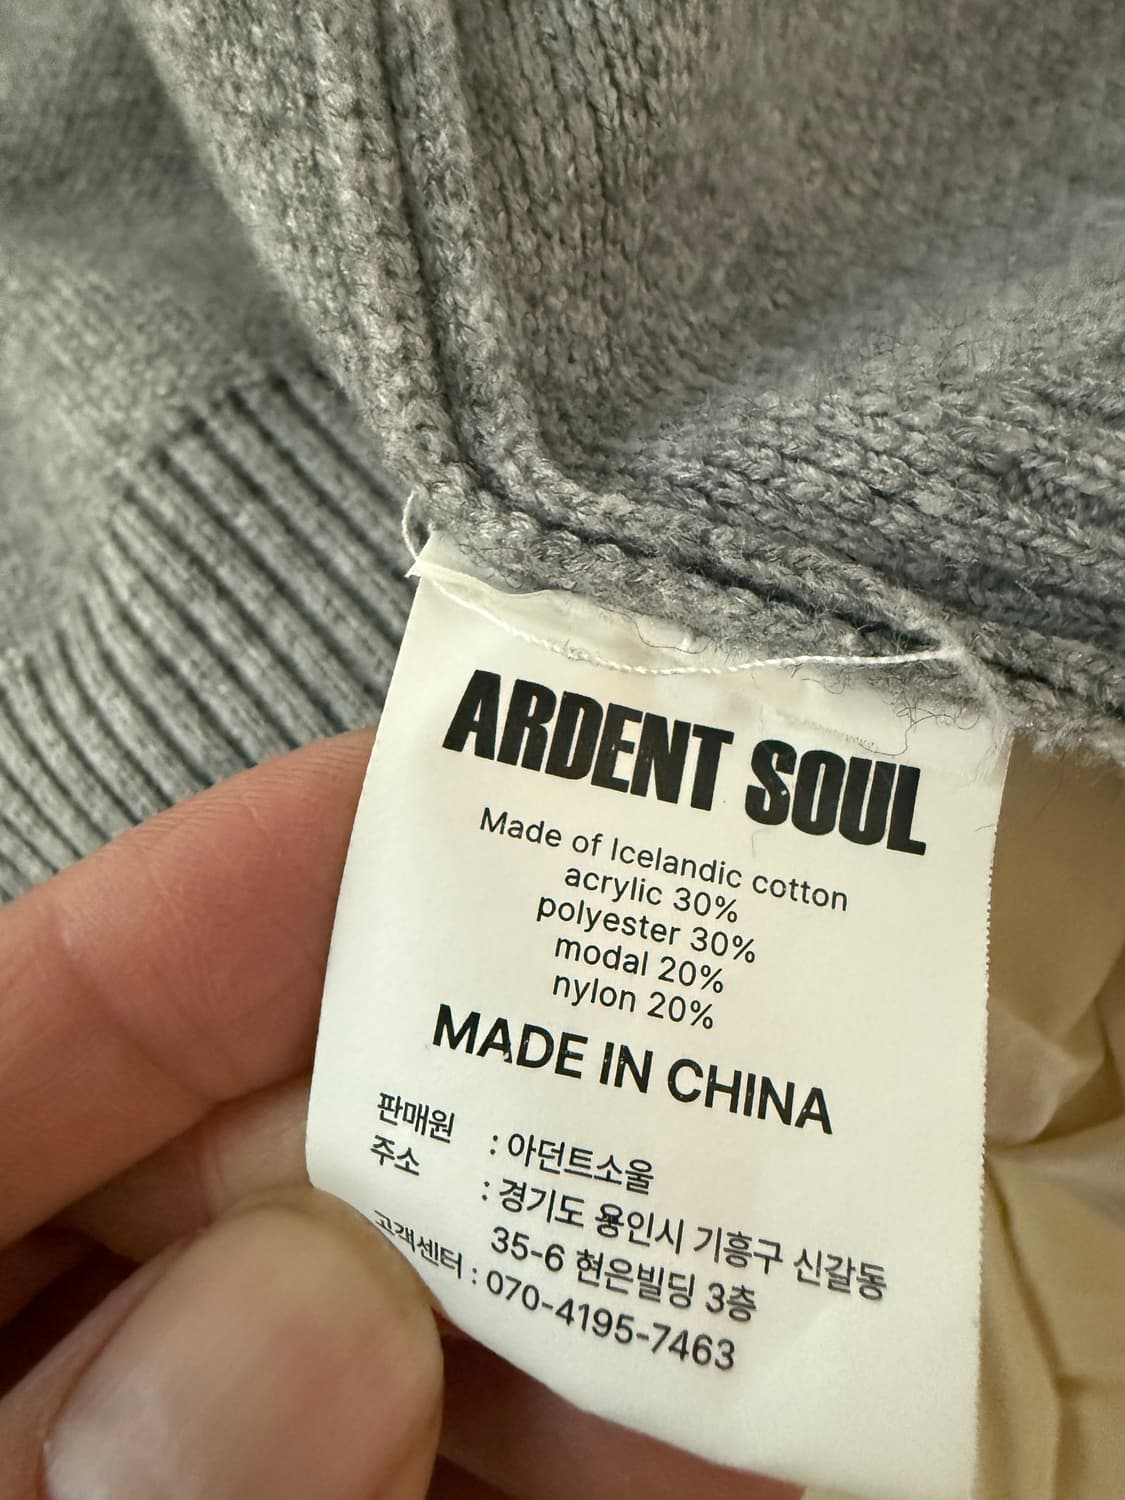 ARDENT SOUL
Made of Icelandic cotton
acrylic 30%
polyester 30%
modal 20%
nylon 20%
MADE IN CHINA
판매원 : 아던트소울
주소 : 경기도 용인시 기흥구 신갈동
35-6 현은빌딩 3층
고객센터 : 070-4195-7463